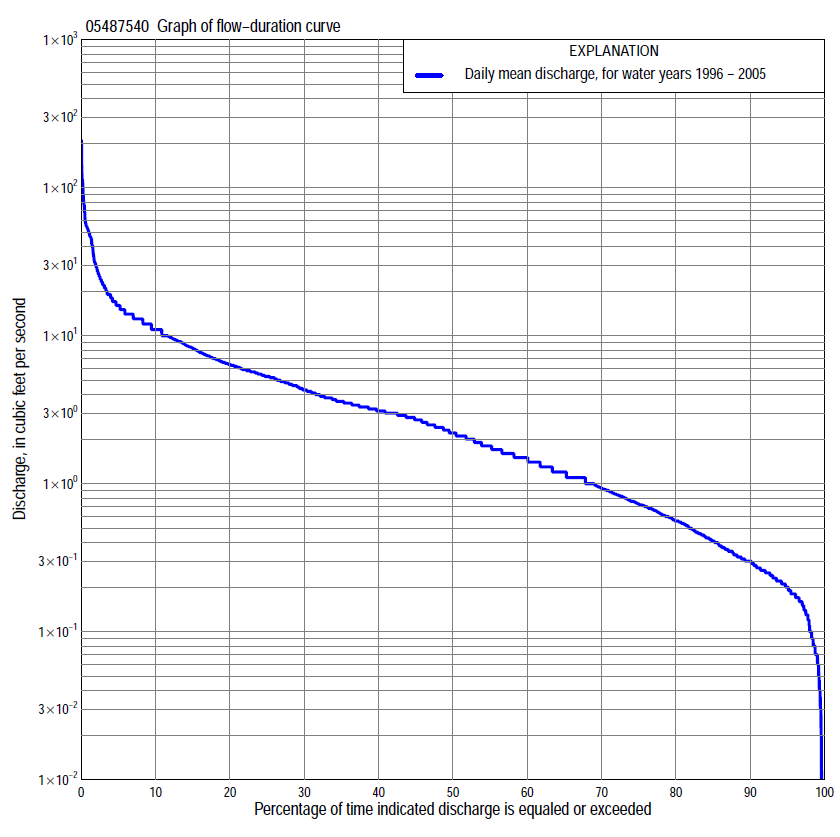 05487540 Graph of flow−duration curve
EXPLANATION
Daily mean discharge, for water years 1996 − 2005
Discharge, in cubic feet per second
1×10³
3×10²
1×10²
3×10¹
1×10¹
3×10⁰
1×10⁰
3×10⁻¹
1×10⁻¹
3×10⁻²
1×10⁻²
0 10 20 30 40 50 60 70 80 90 100
Percentage of time indicated discharge is equaled or exceeded